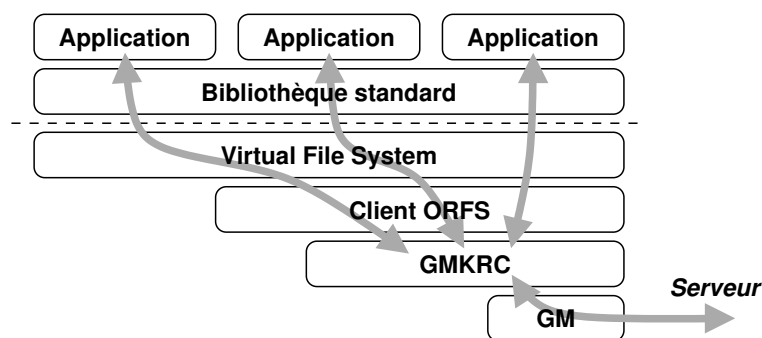 Application Application Application
Bibliothèque standard
Virtual File System
Client ORFS
GMKRC
Serveur
GM